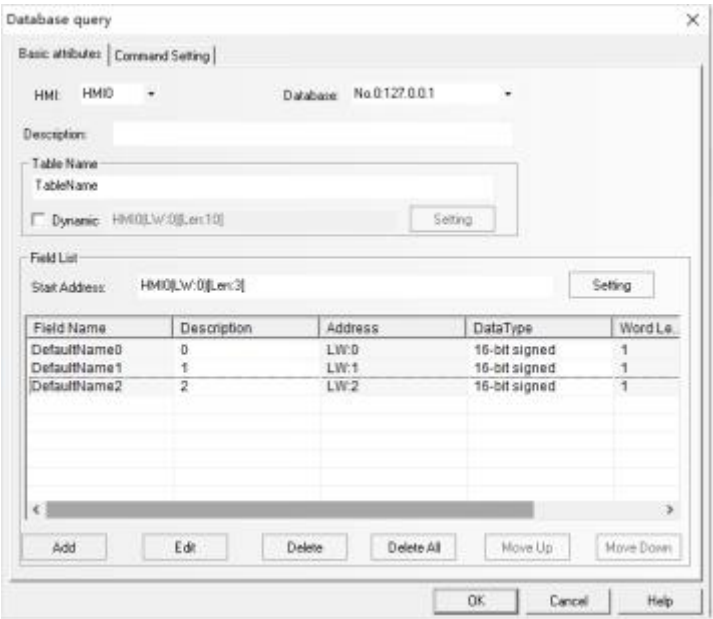 Database query
Basic attributes Command Setting
HMI: HMI0 Database: No.0:127.0.0.1
Description:
Table Name
TableName
Dynamic HMI0[LW:0][Len:10] Setting
Field List
Start Address: HMI0[LW:0][Len:3] Setting
Field Name Description Address DataType Word Le..
DefaultName0 0 LW:0 16-bit signed 1
DefaultName1 1 LW:1 16-bit signed 1
DefaultName2 2 LW:2 16-bit signed 1
Add Edit Delete Delete All Move Up Move Down
OK Cancel Help